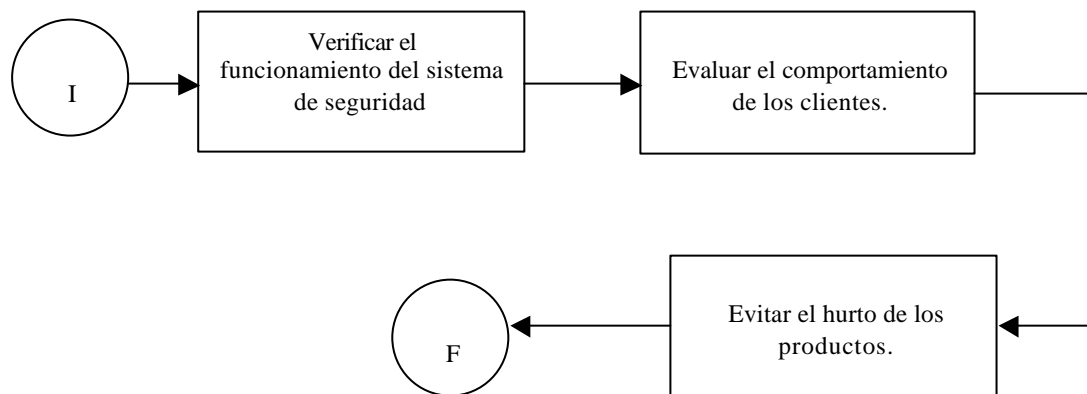 I
Verificar el
funcionamiento del sistema
de seguridad
Evaluar el comportamiento
de los clientes.
F
Evitar el hurto de los
productos.